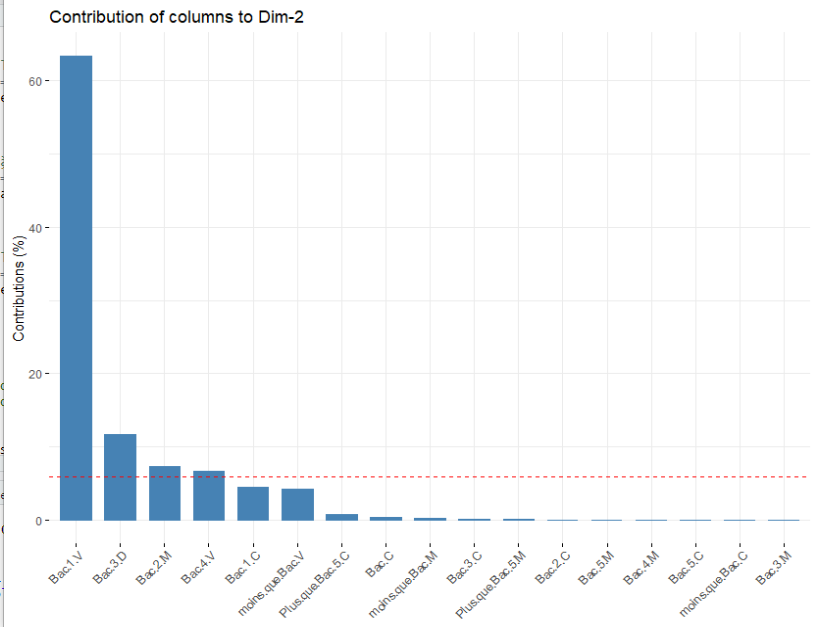 Contribution of columns to Dim-2
Contributions (%)
60
40
20
0
Bac.1.V
Bac.3.D
Bac.2.M
Bac.4.V
Bac.1.C
moins.que.Bac.V
Plus.que.Bac.5.C
Bac.C
moins.que.Bac.M
Bac.3.C
Plus.que.Bac.5.M
Bac.2.C
Bac.5.M
Bac.4.M
Bac.5.C
moins.que.Bac.C
Bac.3.M